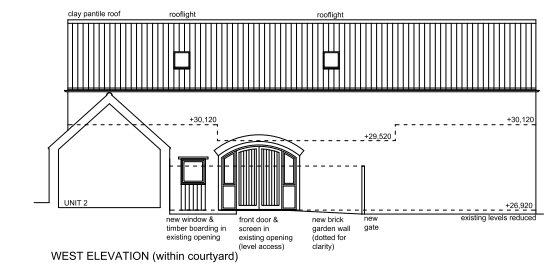 clay pantile roof
rooflight
rooflight
+30,120
+30,120
+29,520
UNIT 2
+26,920
existing levels reduced
new window &
timber boarding in
existing opening
front door &
screen in
existing opening
(level access)
new brick
garden wall
(dotted for
clarity)
new
gate
WEST ELEVATION (within courtyard)